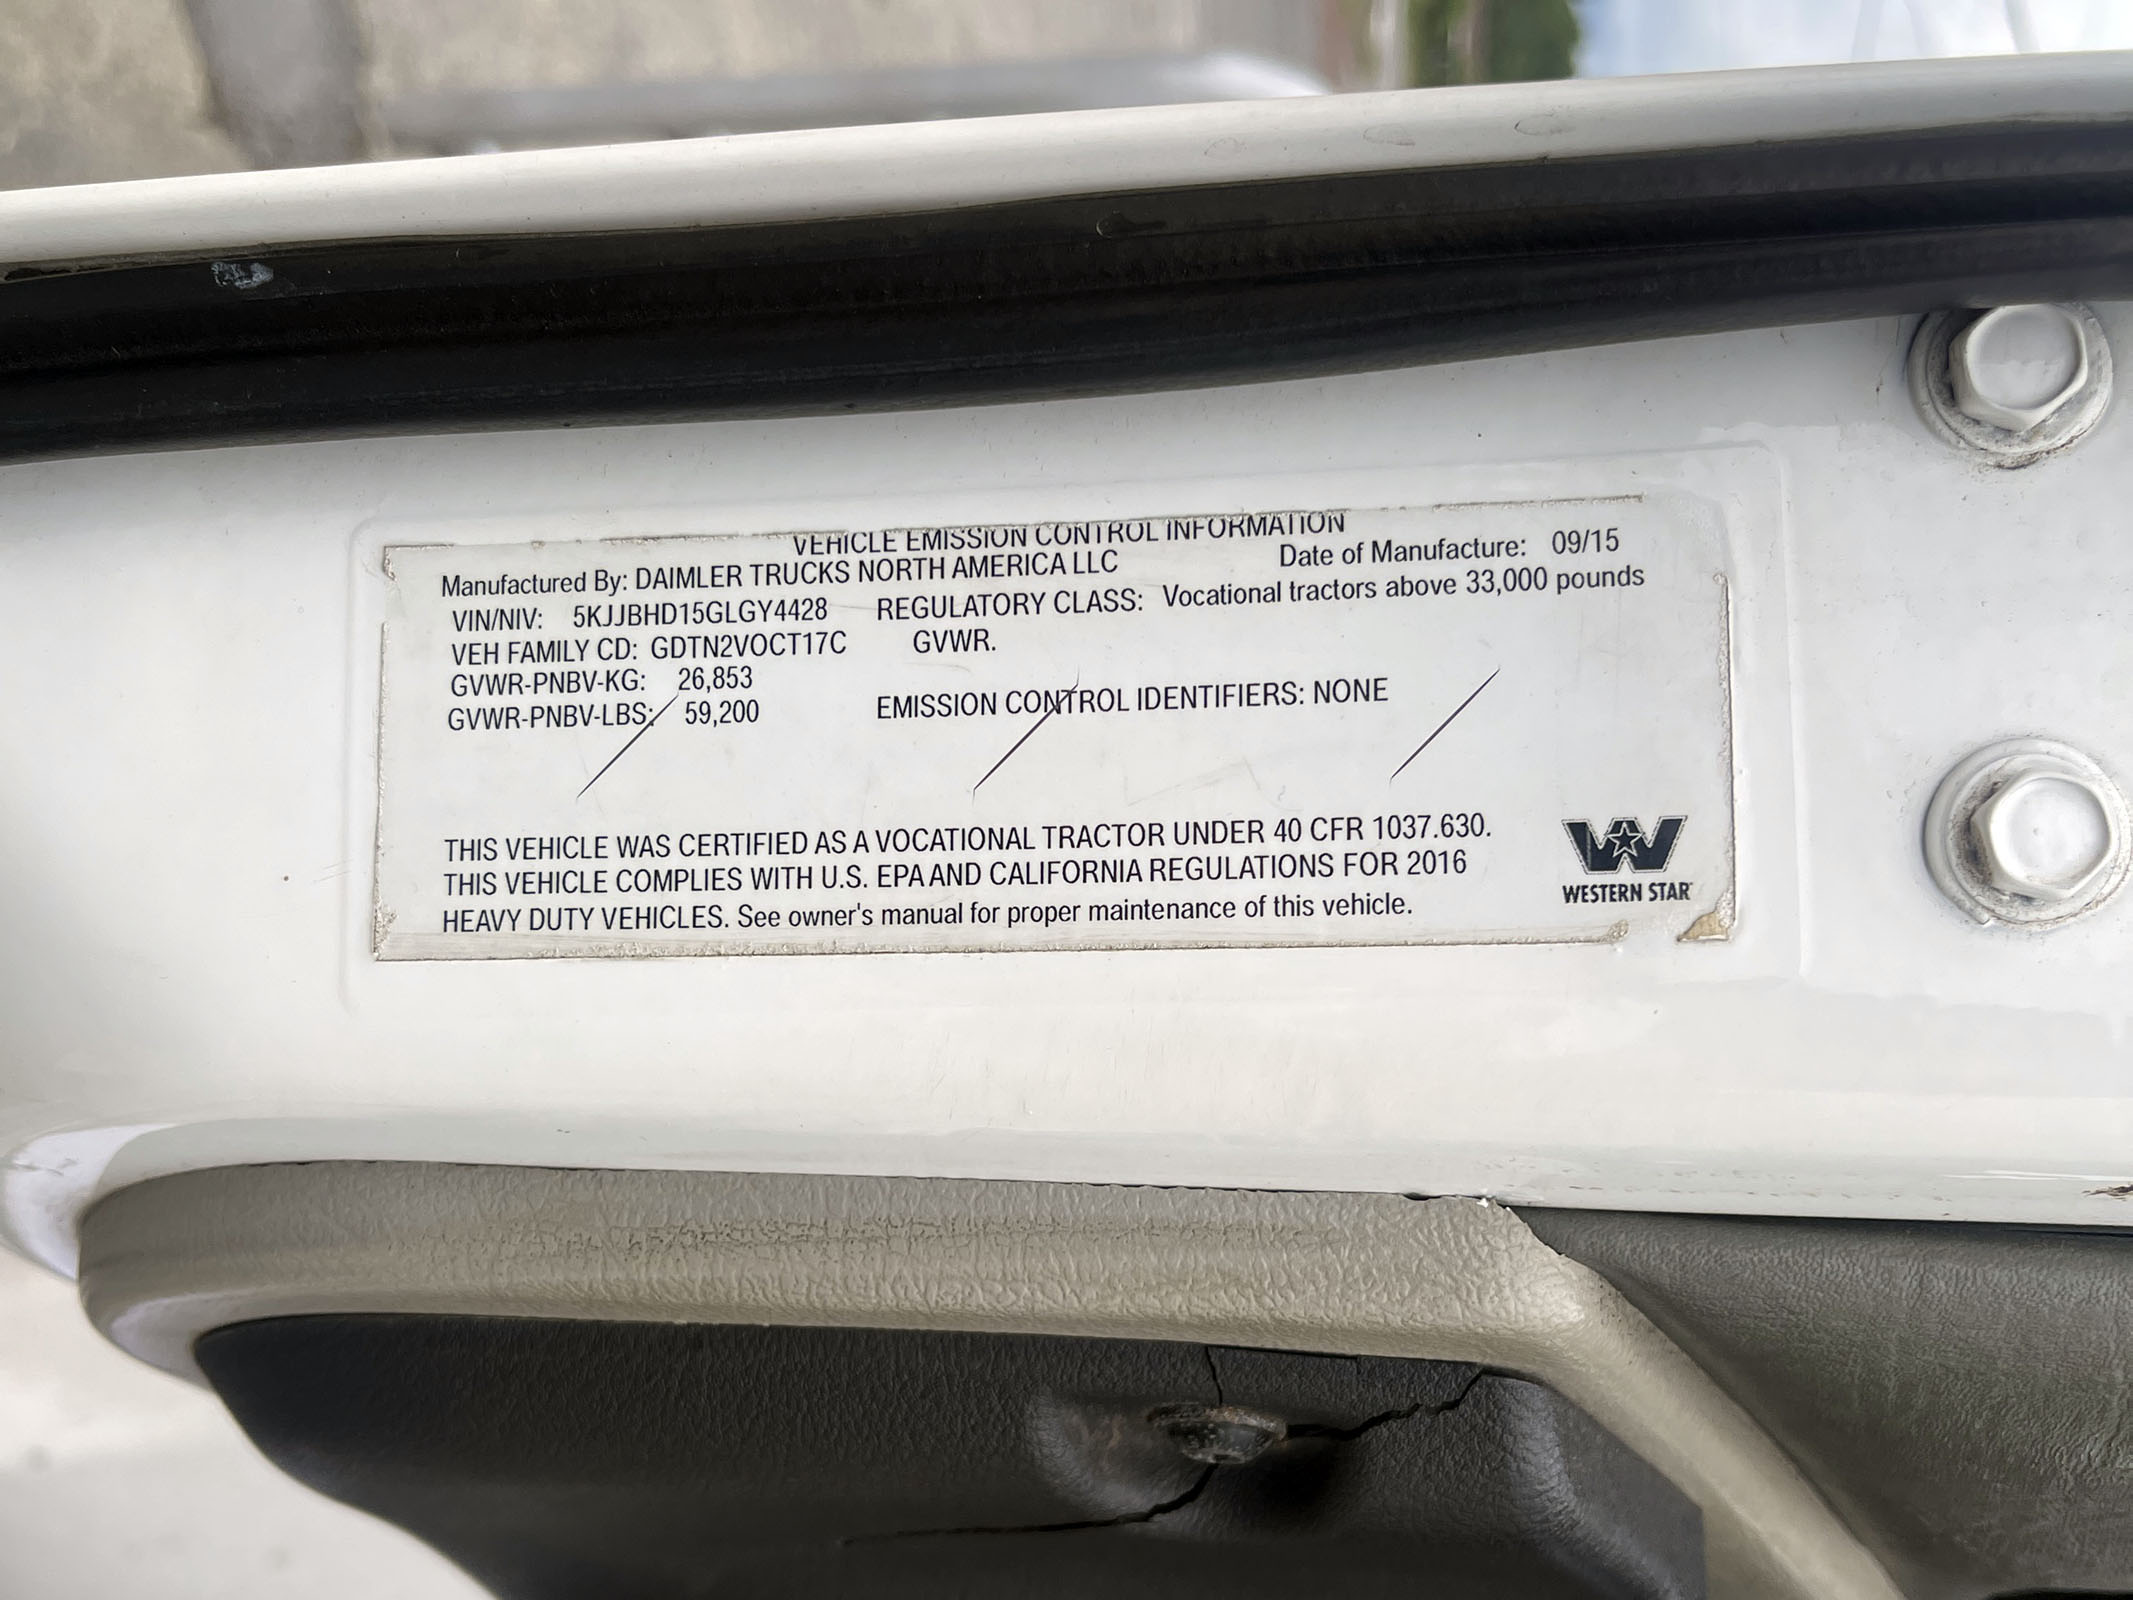 VEHICLE EMISSION CONTROL INFORMATION
Manufactured By: DAIMLER TRUCKS NORTH AMERICA LLC Date of Manufacture: 09/15
VIN/NIV: 5KJJBHD15GLGY4428 REGULATORY CLASS: Vocational tractors above 33,000 pounds
VEH FAMILY CD: GDTN2VOCT17C GVWR.
GVWR-PNBV-KG: 26,853
GVWR-PNBV-LBS: 59,200 EMISSION CONTROL IDENTIFIERS: NONE
THIS VEHICLE WAS CERTIFIED AS A VOCATIONAL TRACTOR UNDER 40 CFR 1037.630.
THIS VEHICLE COMPLIES WITH U.S. EPA AND CALIFORNIA REGULATIONS FOR 2016
HEAVY DUTY VEHICLES. See owner's manual for proper maintenance of this vehicle.
WESTERN STAR